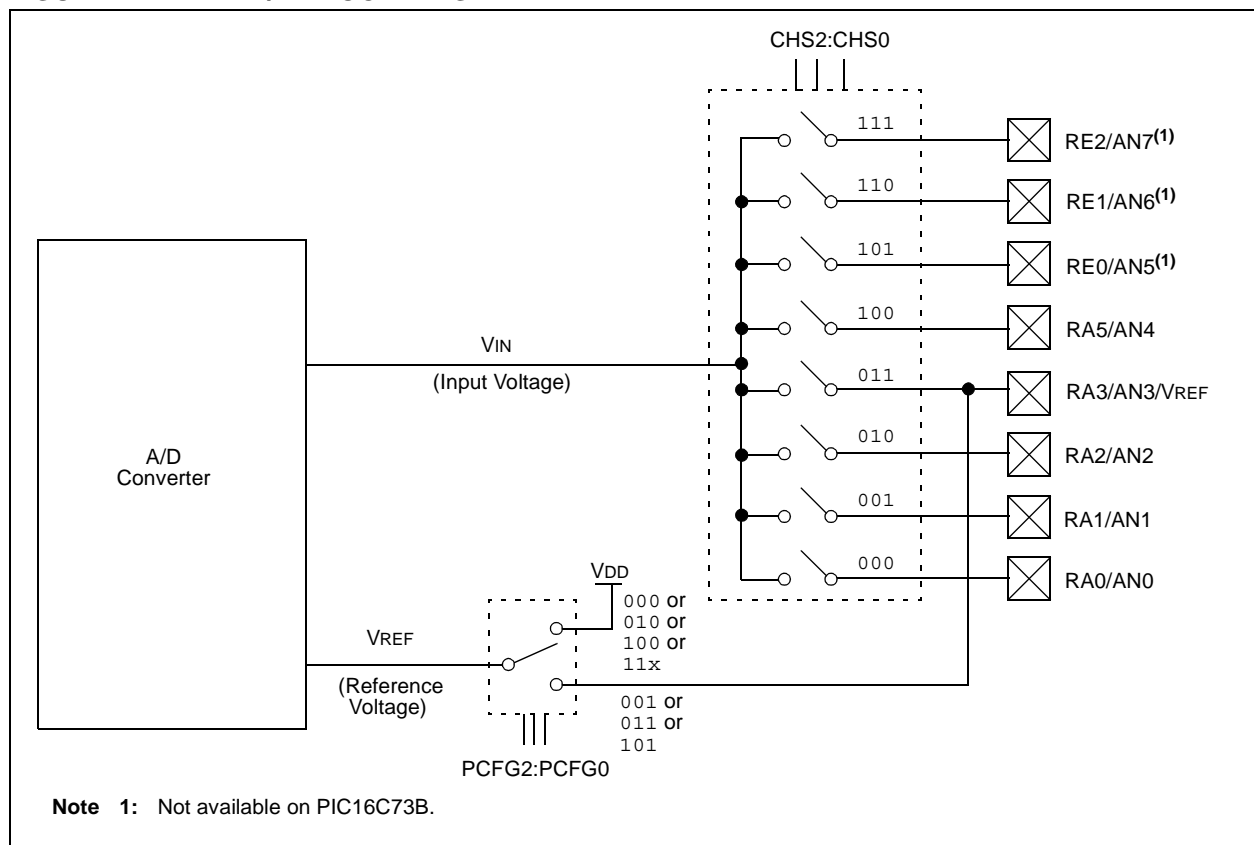 CHS2:CHS0
111
RE2/AN7(1)
110
RE1/AN6(1)
101
RE0/AN5(1)
100
RA5/AN4
VIN
(Input Voltage)
011
RA3/AN3/VREF
A/D
Converter
010
RA2/AN2
001
RA1/AN1
000
RA0/AN0
VDD
000 or
010 or
100 or
11x
VREF
(Reference
Voltage)
001 or
011 or
101
PCFG2:PCFG0
Note 1: Not available on PIC16C73B.